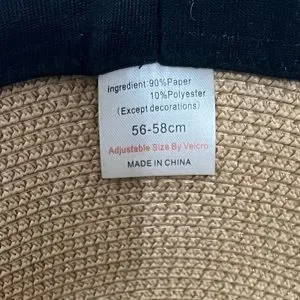 Ingredient:90%Paper
10%Polyester
(Except decorations)
56-58cm
Adjustable Size By Velcro
MADE IN CHINA